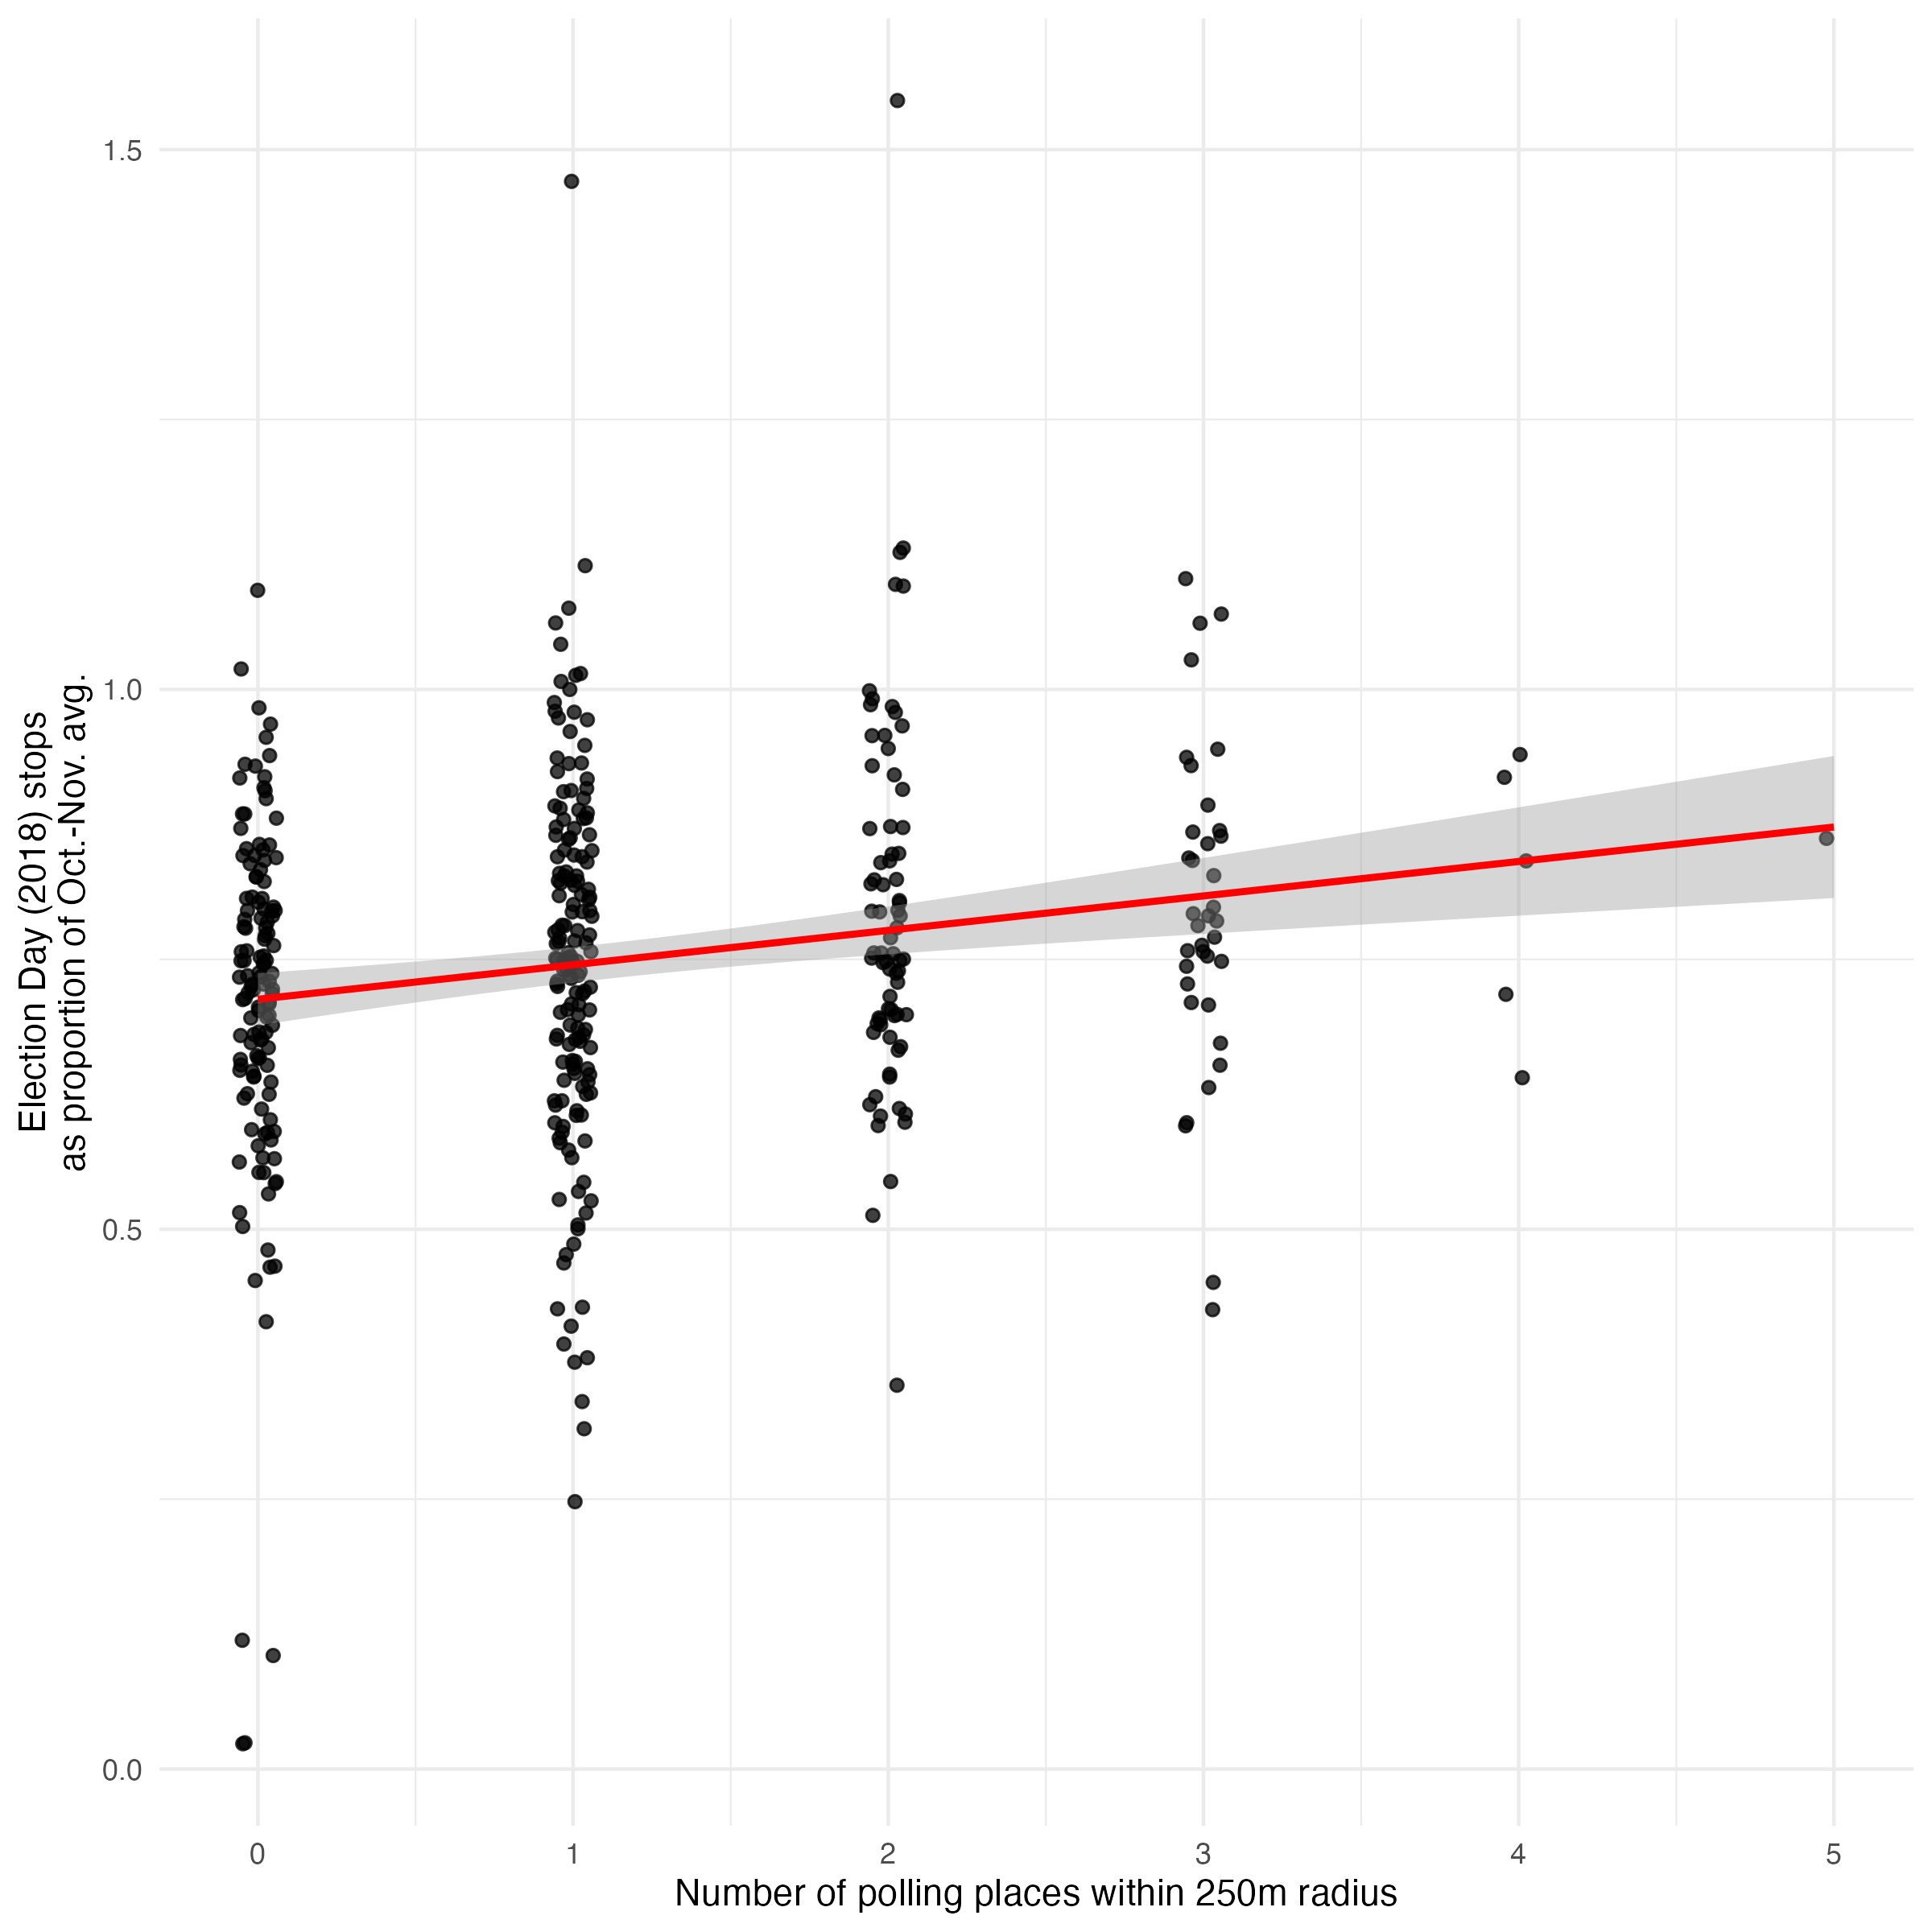 Election Day (2018) stops
as proportion of Oct.-Nov. avg.
1.5
1.0
0.5
0.0
0 1 2 3 4 5
Number of polling places within 250m radius